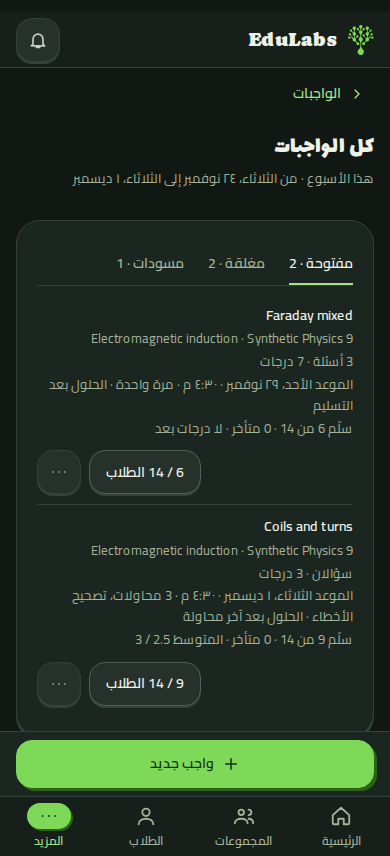 EduLabs
الواجبات
كل الواجبات
هذا الأسبوع · من الثلاثاء، ٢٤ نوفمبر إلى الثلاثاء، ١ ديسمبر
مفتوحة · 2
مغلقة · 2
مسودات · 1
Faraday mixed
Electromagnetic induction · Synthetic Physics 9
3 أسئلة · 7 درجات
الموعد الأحد، ٢٩ نوفمبر ٤:٣٠ م · مرة واحدة · الحلول بعد
التسليم
سلّم 6 من 14 · 0 متأخر · لا درجات بعد
6 / 14 الطلاب
Coils and turns
Electromagnetic induction · Synthetic Physics 9
سؤالان · 3 درجات
الموعد الثلاثاء، ١ ديسمبر ٤:٣٠ م · 3 محاولات، تصحيح
الأخطاء · الحلول بعد آخر محاولة
سلّم 9 من 14 · 0 متأخر · المتوسط 2.5 / 3
9 / 14 الطلاب
واجب جديد
الرئيسية
المجموعات
الطلاب
المزيد